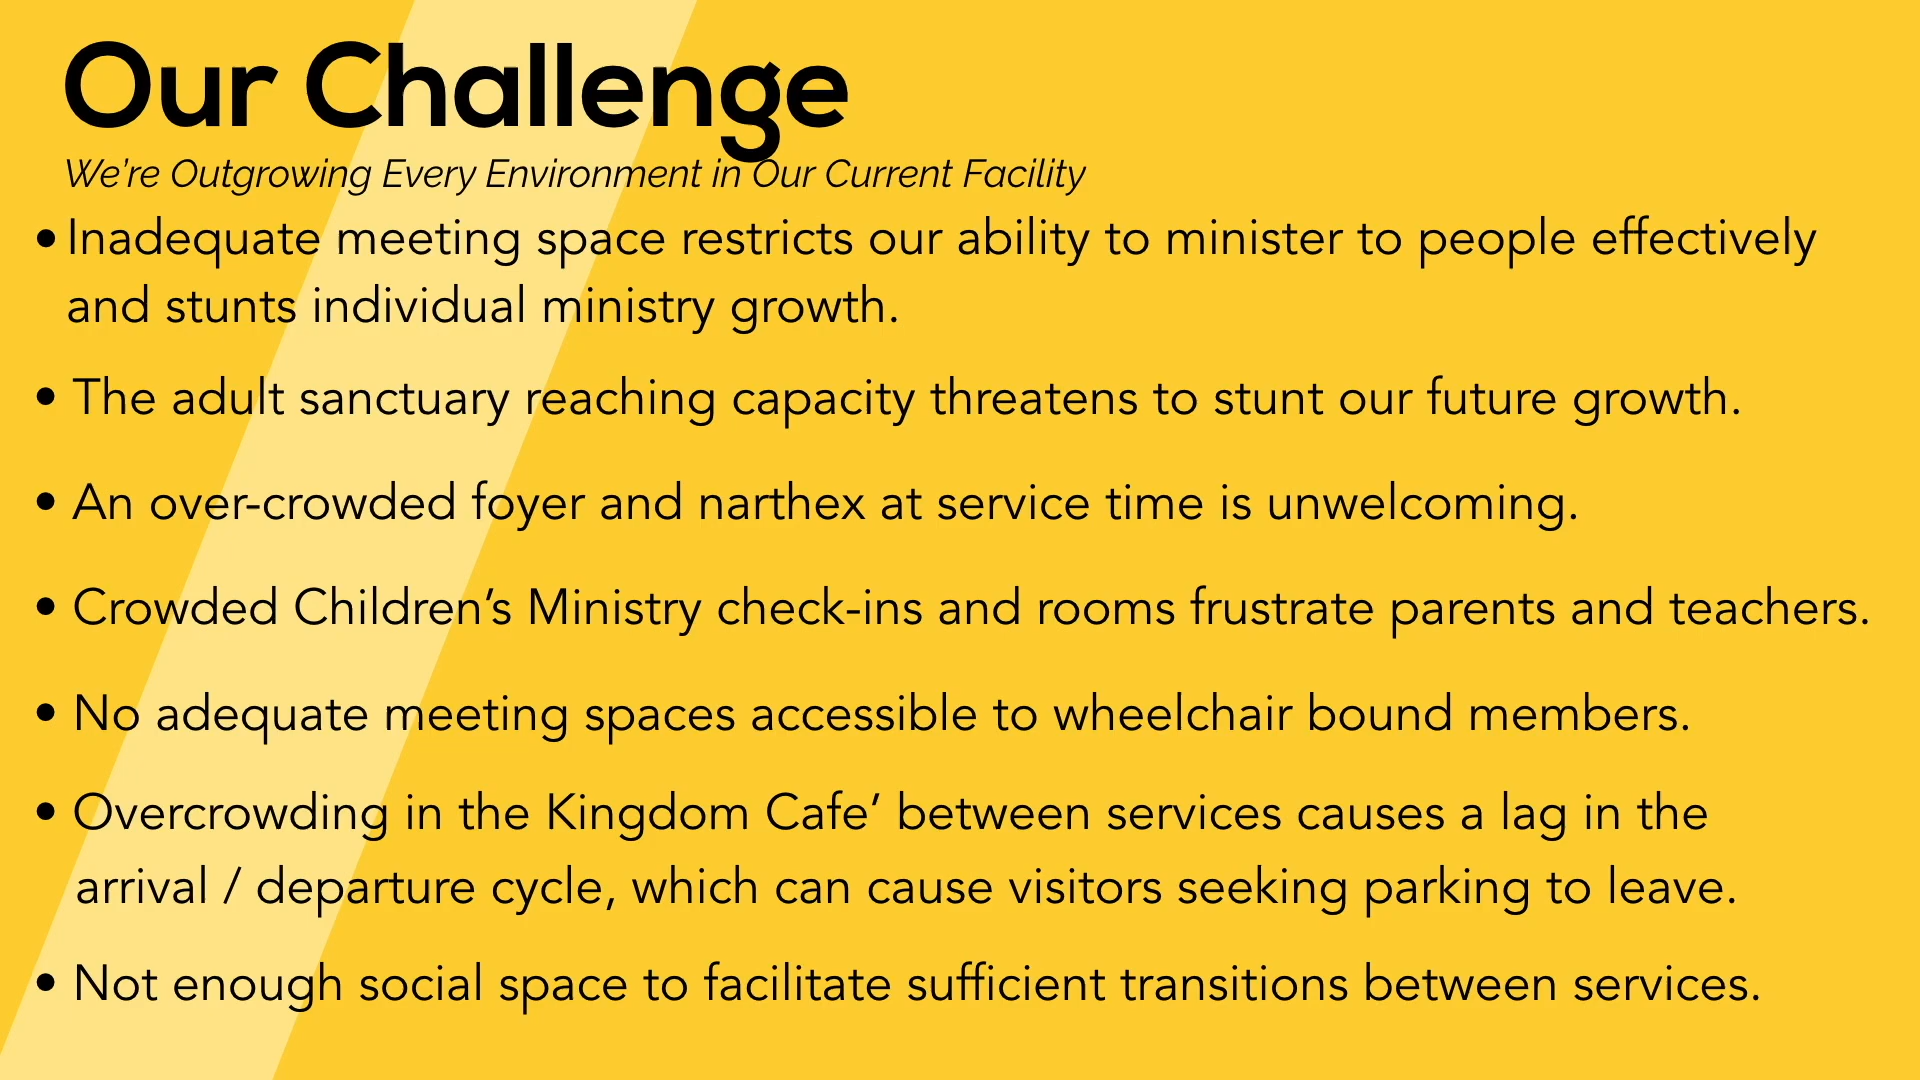 Our Challenge
We're Outgrowing Every Environment in Our Current Facility
• Inadequate meeting space restricts our ability to minister to people effectively
and stunts individual ministry growth.
• The adult sanctuary reaching capacity threatens to stunt our future growth.
• An over-crowded foyer and narthex at service time is unwelcoming.
• Crowded Children’s Ministry check-ins and rooms frustrate parents and teachers.
• No adequate meeting spaces accessible to wheelchair bound members.
• Overcrowding in the Kingdom Cafe’ between services causes a lag in the
arrival / departure cycle, which can cause visitors seeking parking to leave.
• Not enough social space to facilitate sufficient transitions between services.